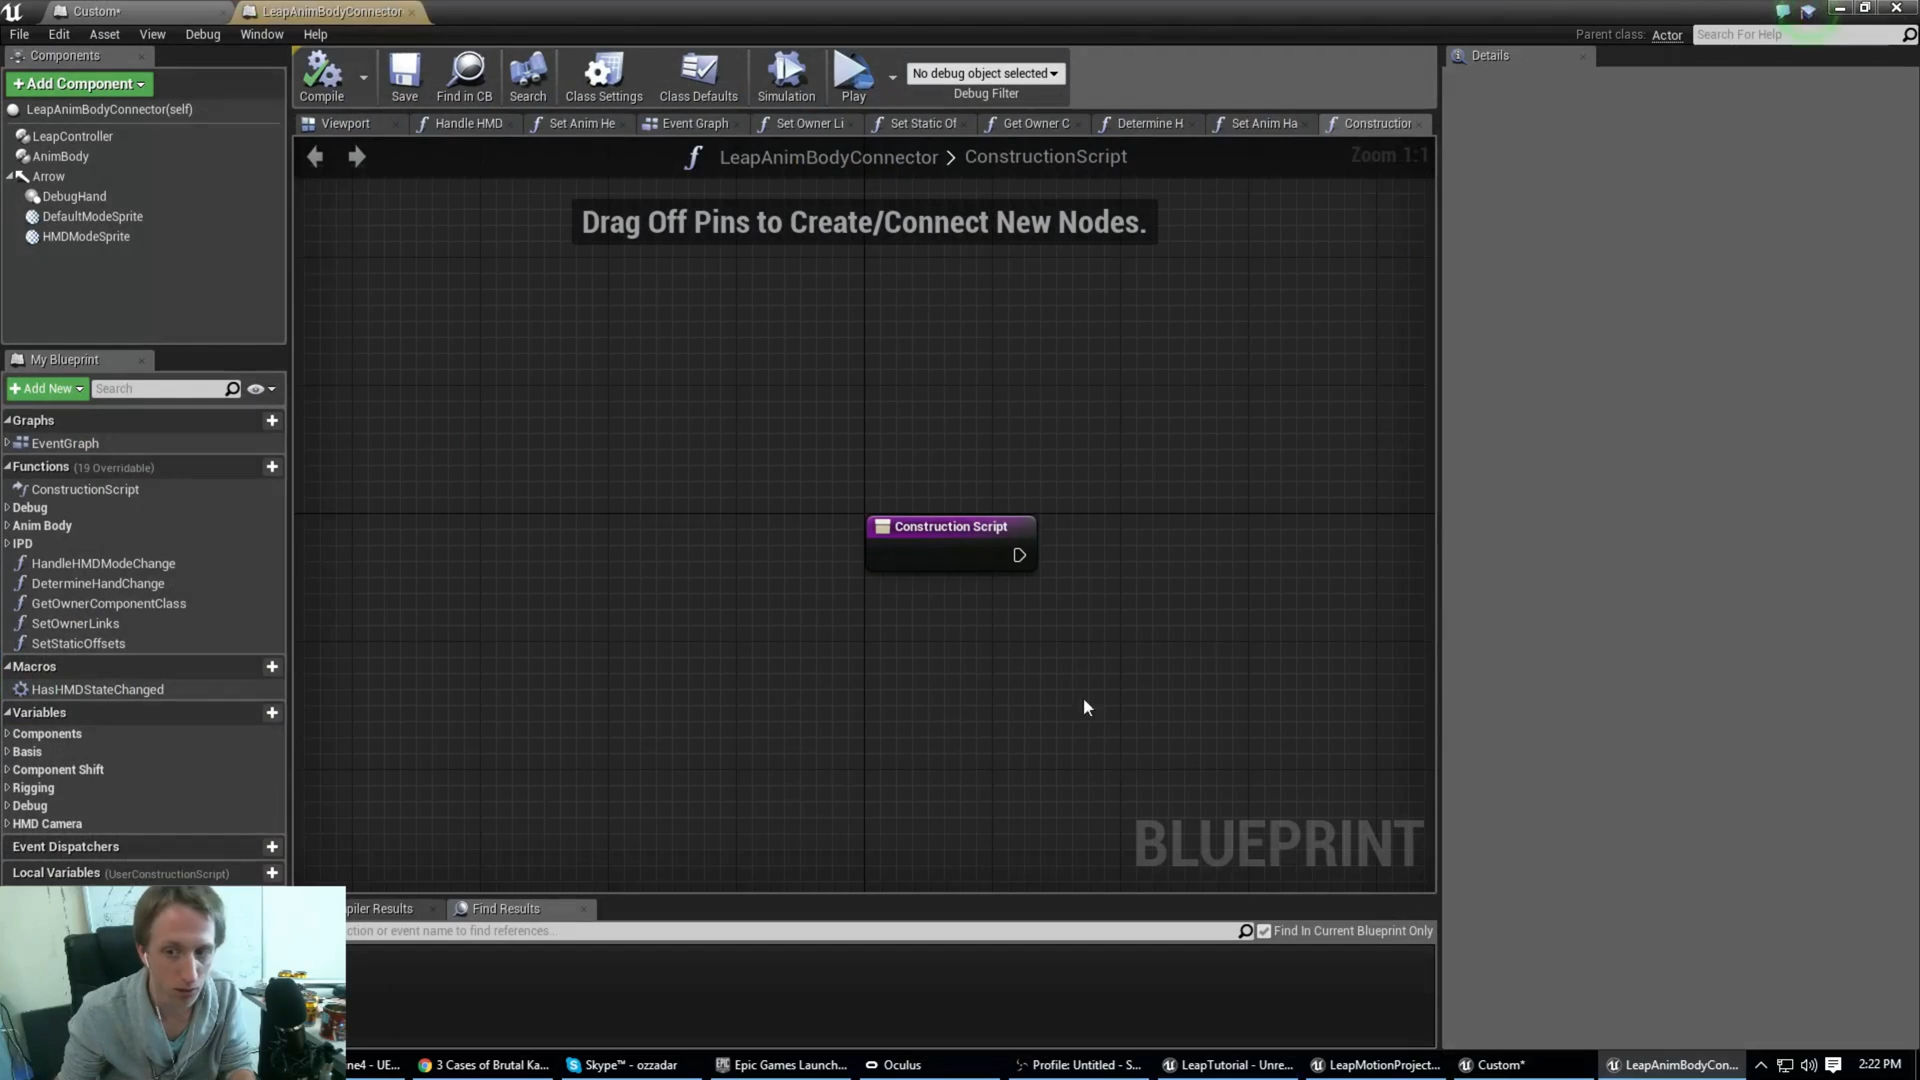 Custom*
LeapAnimBodyConnector
File Edit Asset View Debug Window Help
Parent class: Actor
Search For Help
Components
+Add Component
LeapAnimBodyConnector(self)
LeapController
AnimBody
Arrow
DebugHand
DefaultModeSprite
HMDModeSprite
Compile
Save
Find in CB
Search
Class Settings
Class Defaults
Simulation
Play
No debug object selected
Debug Filter
Details
Viewport
Handle HMD
Set Anim He
Event Graph
Set Owner Li
Set Static Of
Get Owner C
Determine H
Set Anim Ha
Construction
LeapAnimBodyConnector > ConstructionScript
Zoom 1:1
Drag Off Pins to Create/Connect New Nodes.
Construction Script
BLUEPRINT
My Blueprint
+Add New
Search
Graphs
EventGraph
Functions (19 Overridable)
ConstructionScript
Debug
Anim Body
IPD
HandleHMDModeChange
DetermineHandChange
GetOwnerComponentClass
SetOwnerLinks
SetStaticOffsets
Macros
HasHMDStateChanged
Variables
Components
Basis
Component Shift
Rigging
Debug
HMD Camera
Event Dispatchers
Local Variables (UserConstructionScript)
piler Results
Find Results
ction or event name to find references...
Find In Current Blueprint Only
ne4 - UE...
3 Cases of Brutal Ka...
Skype™ - ozzadar
Epic Games Launch...
Oculus
Profile: Untitled - S...
LeapTutorial - Unre...
LeapMotionProject...
Custom*
LeapAnimBodyCon...
2:22 PM